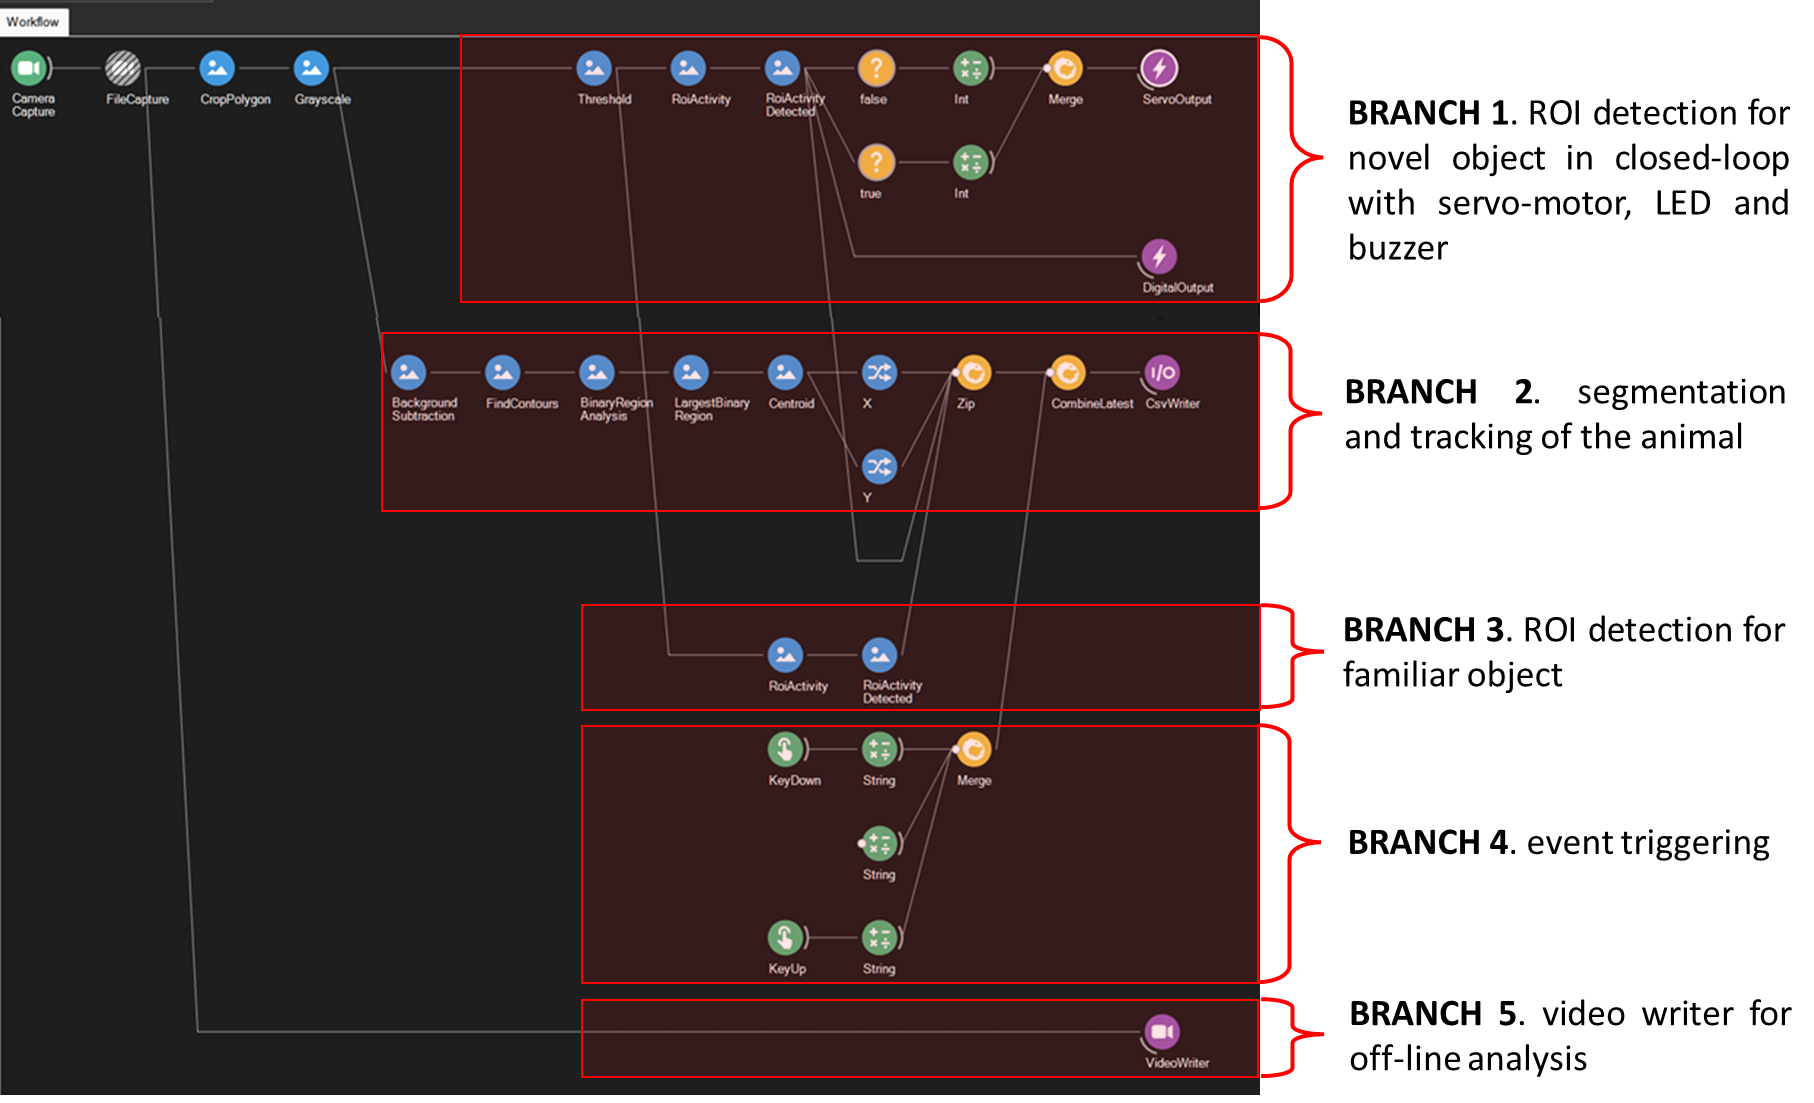 Workflow
Camera
Capture
FileCapture
CropPolygon
Grayscale
Threshold
RoiActivity
RoiActivity
Detected
false
Int
Merge
ServoOutput
true
Int
DigitalOutput
BRANCH 1. ROI detection for
novel object in closed-loop
with servo-motor, LED and
buzzer
Background
Subtraction
FindContours
BinaryRegion
Analysis
LargestBinary
Region
Centroid
X
Zip
CombineLatest
CsvWriter
I/O
Y
BRANCH 2. segmentation
and tracking of the animal
RoiActivity
RoiActivity
Detected
BRANCH 3. ROI detection for
familiar object
KeyDown
String
Merge
String
KeyUp
String
BRANCH 4. event triggering
VideoWriter
BRANCH 5. video writer for
off-line analysis